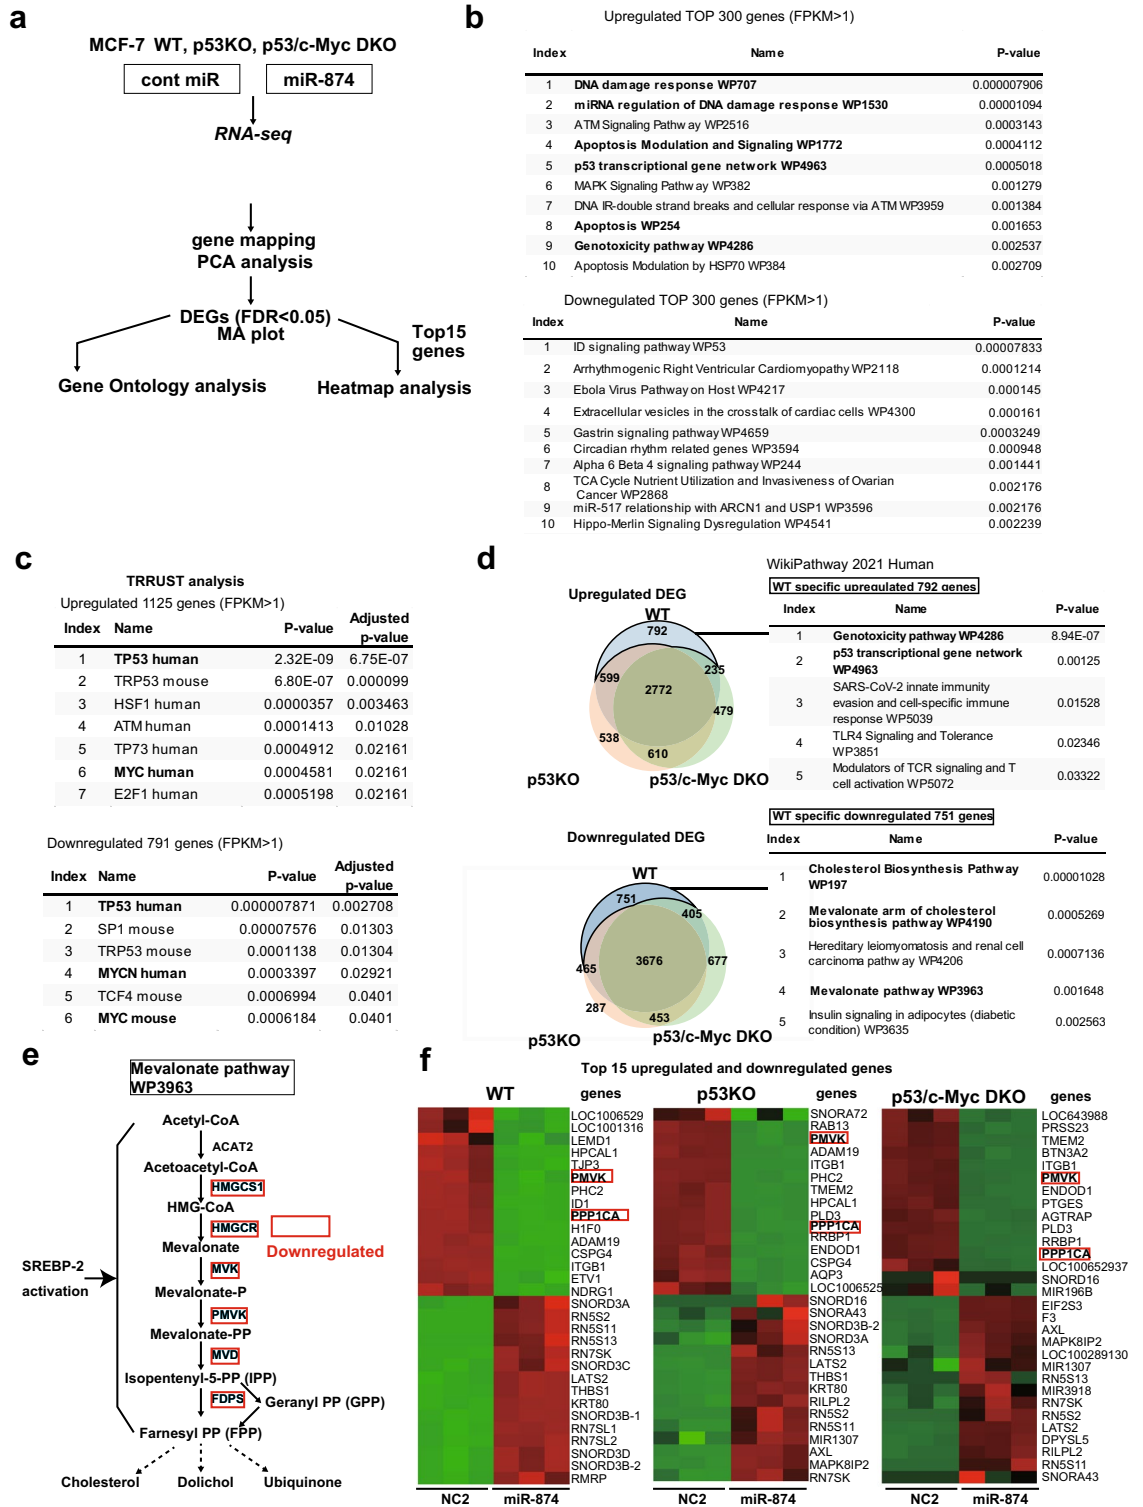 a
MCF-7 WT, p53KO, p53/c-Myc DKO
cont miR
miR-874
RNA-seq
gene mapping
PCA analysis
DEGs (FDR<0.05)
MA plot
Top15
genes
Gene Ontology analysis
Heatmap analysis
b
Upregulated TOP 300 genes (FPKM>1)
Index Name P-value
1 DNA damage response WP707 0.000007906
2 miRNA regulation of DNA damage response WP1530 0.00001094
3 ATM Signaling Pathway WP2516 0.0003143
4 Apoptosis Modulation and Signaling WP1772 0.0004112
5 p53 transcriptional gene network WP4963 0.0005018
6 MAPK Signaling Pathway WP382 0.001279
7 DNA IR-double strand breaks and cellular response via ATM WP3959 0.001384
8 Apoptosis WP254 0.001653
9 Genotoxicity pathway WP4286 0.002537
10 Apoptosis Modulation by HSP70 WP384 0.002709
Downegulated TOP 300 genes (FPKM>1)
Index Name P-value
1 ID signaling pathway WP53 0.00007833
2 Arrhythmogenic Right Ventricular Cardiomyopathy WP2118 0.0001214
3 Ebola Virus Pathway on Host WP4217 0.000145
4 Extracellular vesicles in the crosstalk of cardiac cells WP4300 0.000161
5 Gastrin signaling pathway WP4659 0.0003249
6 Circadian rhythm related genes WP3594 0.000948
7 Alpha 6 Beta 4 signaling pathway WP244 0.001441
8 TCA Cycle Nutrient Utilization and Invasiveness of Ovarian
Cancer WP2868 0.002176
9 miR-517 relationship with ARCN1 and USP1 WP3596 0.002176
10 Hippo-Merlin Signaling Dysregulation WP4541 0.002239
c
TRRUST analysis
Upregulated 1125 genes (FPKM>1)
Index Name P-value Adjusted
p-value
1 TP53 human 2.32E-09 6.75E-07
2 TRP53 mouse 6.80E-07 0.000099
3 HSF1 human 0.0000357 0.003463
4 ATM human 0.0001413 0.01028
5 TP73 human 0.0004912 0.02161
6 MYC human 0.0004581 0.02161
7 E2F1 human 0.0005198 0.02161
Downregulated 791 genes (FPKM>1)
Index Name P-value Adjusted
p-value
1 TP53 human 0.000007871 0.002708
2 SP1 mouse 0.00007576 0.01303
3 TRP53 mouse 0.0001138 0.01304
4 MYCN human 0.0003397 0.02921
5 TCF4 mouse 0.0006994 0.0401
6 MYC mouse 0.0006184 0.0401
d
WikiPathway 2021 Human
Upregulated DEG
WT
792
599
235
2772
479
538
610
p53KO
p53/c-Myc DKO
WT specific upregulated 792 genes
Index Name P-value
1 Genotoxicity pathway WP4286 8.94E-07
2 p53 transcriptional gene network
WP4963 0.00125
3 SARS-CoV-2 innate immunity
evasion and cell-specific immune
response WP5039 0.01528
4 TLR4 Signaling and Tolerance
WP3851 0.02346
5 Modulators of TCR signaling and T
cell activation WP5072 0.03322
Downregulated DEG
WT
751
405
465
3676
677
287
453
p53KO
p53/c-Myc DKO
WT specific downregulated 751 genes
Index Name P-value
1 Cholesterol Biosynthesis Pathway
WP197 0.00001028
2 Mevalonate arm of cholesterol
biosynthesis pathway WP4190 0.0005269
3 Hereditary leiomyomatosis and renal cell
carcinoma pathway WP4206 0.0007136
4 Mevalonate pathway WP3963 0.001648
5 Insulin signaling in adipocytes (diabetic
condition) WP3635 0.002563
e
Mevalonate pathway
WP3963
Acetyl-CoA
ACAT2
Acetoacetyl-CoA
HMGCS1
HMG-CoA
HMGCR
Downregulated
Mevalonate
SREBP-2
activation
MVK
Mevalonate-P
PMVK
Mevalonate-PP
MVD
Isopentenyl-5-PP (IPP)
FDPS
Geranyl PP (GPP)
Farnesyl PP (FPP)
Cholesterol
Dolichol
Ubiquinone
f
Top 15 upregulated and downregulated genes
WT
genes
LOC1006529
LOC1001316
LEMD1
HPCAL1
TJP3
PMVK
PHC2
ID1
PPP1CA
H1F0
ADAM19
CSPG4
ITGB1
ETV1
NDRG1
SNORD3A
RN5S2
RN5S11
RN5S13
RN7SK
SNORD3C
LATS2
THBS1
KRT80
SNORD3B-1
RN7SL1
RN7SL2
SNORD3D
SNORD3B-2
RMRP
NC2
miR-874
p53KO
genes
SNORA72
RAB13
PMVK
ADAM19
ITGB1
PHC2
TMEM2
HPCAL1
PLD3
PPP1CA
RRBP1
ENDOD1
CSPG4
AQP3
LOC1006525
SNORD16
SNORA43
SNORD3B-2
SNORD3A
RN5S13
LATS2
THBS1
KRT80
RILPL2
RN5S2
RN5S11
MIR1307
AXL
MAPK8IP2
RN7SK
NC2
miR-874
p53/c-Myc DKO
genes
LOC643988
PRSS23
TMEM2
BTN3A2
ITGB1
PMVK
ENDOD1
PTGES
AGTRAP
PLD3
RRBP1
PPP1CA
LOC100652937
SNORD16
MIR196B
EIF2S3
F3
AXL
MAPK8IP2
LOC100289130
MIR1307
RN5S13
MIR3918
RN7SK
RN5S2
LATS2
DPYSL5
RILPL2
RN5S11
SNORA43
NC2
miR-874